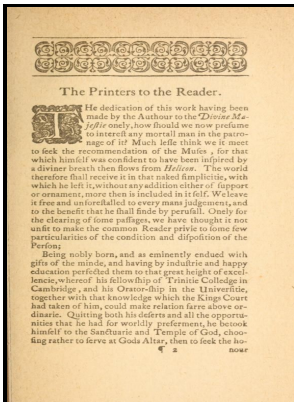 The Printers to the Reader.
THe dedication of this work having been
made by the Authour to the Divine Ma-
jestie onely, how should we now presume
to interest any mortall man in the patro-
nage of it? Much lesse think we it meet
to seek the recommendation of the Muses, for that
which himself was confident to have been inspired by
a diviner breath then flows from Helicon. The world
therefore shall receive it in that naked simplicitie, with
which he left it, without any addition either of support
or ornament, more then is included in it self. We leave
it free and unforestalled to every mans judgement, and
to the benefit that he shall finde by perusall. Onely for
the clearing of some passages, we have thought it not
unfit to make the common Reader privie to some few
particularities of the condition and disposition of the
Person;
Being nobly born, and as eminently endued with
gifts of the minde, and having by industrie and happy
education perfected them to that great height of excel-
lencie, whereof his fellowship of Trinitie Colledge in
Cambridge, and his Orator-ship in the Universitie,
together with that knowledge which the Kings Court
had taken of him, could make relation farre above or-
dinarie. Quitting both his deserts and all the opportu-
nities that he had for worldly preferment, he betook
himself to the Sanctuarie and Temple of God, choo-
sing rather to serve at Gods Altar, then to seek the ho-
¶ 2 nour